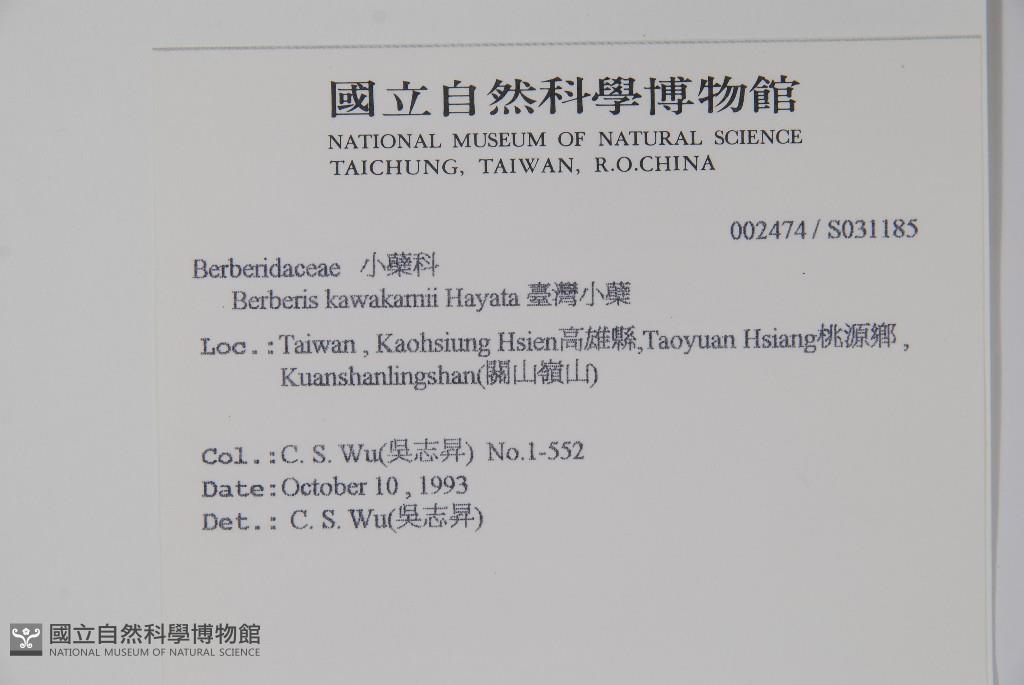 國立自然科學博物館
NATIONAL MUSEUM OF NATURAL SCIENCE
TAICHUNG, TAIWAN, R.O.CHINA
002474 / S031185
Berberidaceae 小蘗科
Berberis kawakamii Hayata 臺灣小蘗
Loc.:Taiwan , Kaohsiung Hsien高雄縣,Taoyuan Hsiang桃源鄉 ,
Kuanshanlingshan(關山嶺山)
Col.:C. S. Wu(吳志昇) No.1-552
Date:October 10 , 1993
Det.: C. S. Wu(吳志昇)
國立自然科學博物館
NATIONAL MUSEUM OF NATURAL SCIENCE